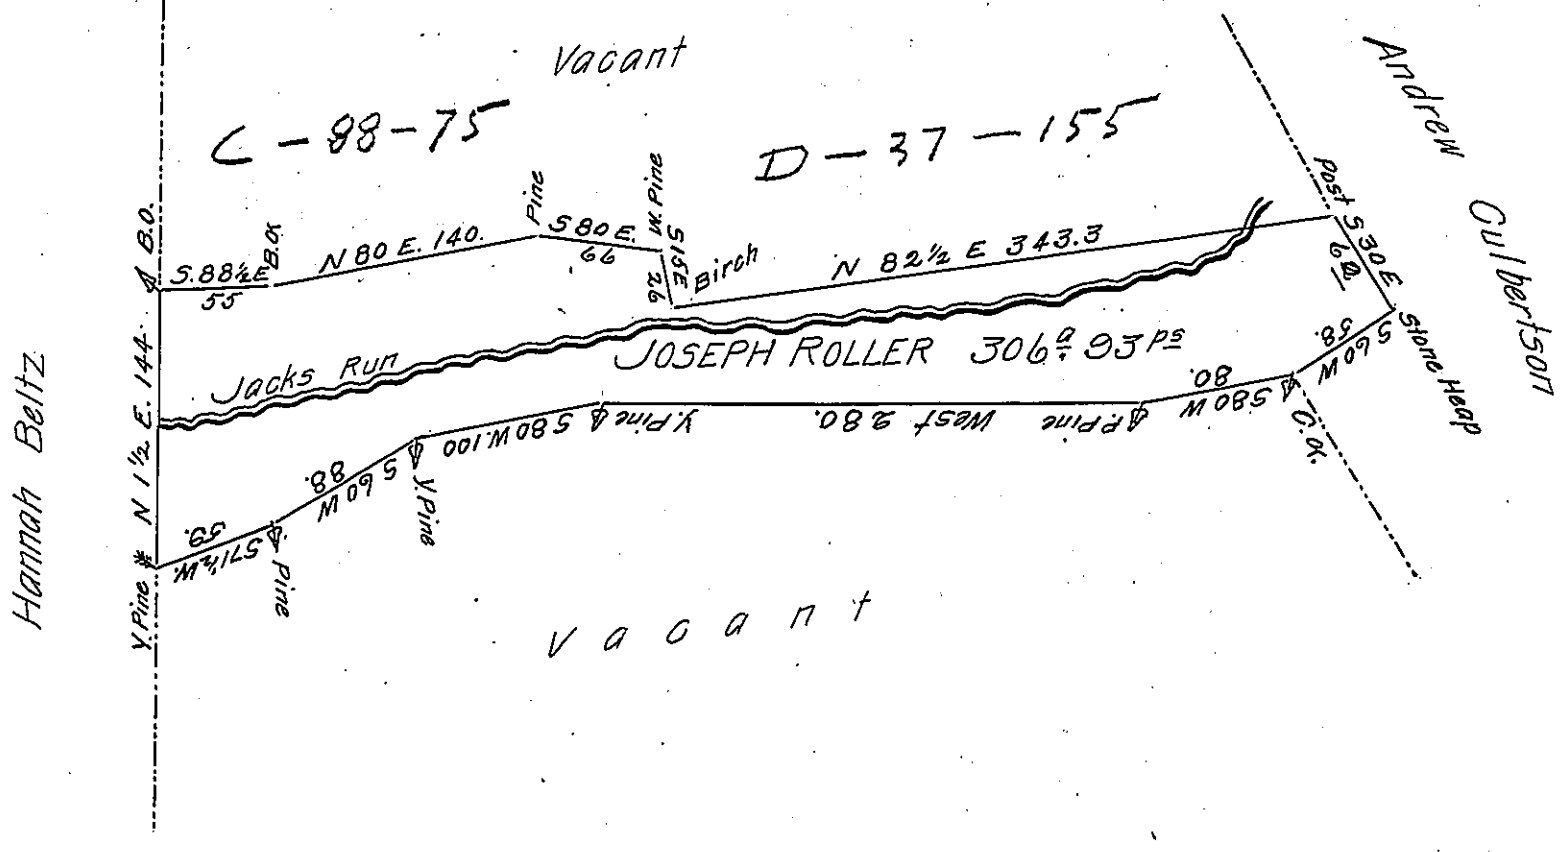 Vacant
C - 88 - 75
D - 37 - 155
Andrew Culbertson
Hannah Beltz
B.O.
S. 88½ E
55
B.O.
N 80 E. 140.
Pine
S 80 E.
66
W. Pine
S 15 E
26
Birch
N 82½ E 343.3
Post
S 30 E
Stone Heap
S 60 W
58.
C.O.
S 80 W
80.
P. Pine
West 280.
Y. Pine
S 80 W. 100
Y. Pine
S 60 W
88.
Pine
S 71½ W.
59.
Y. Pine
N 1½ E. 144
Jacks Run
JOSEPH ROLLER 306 a. 93 ps
Vacant